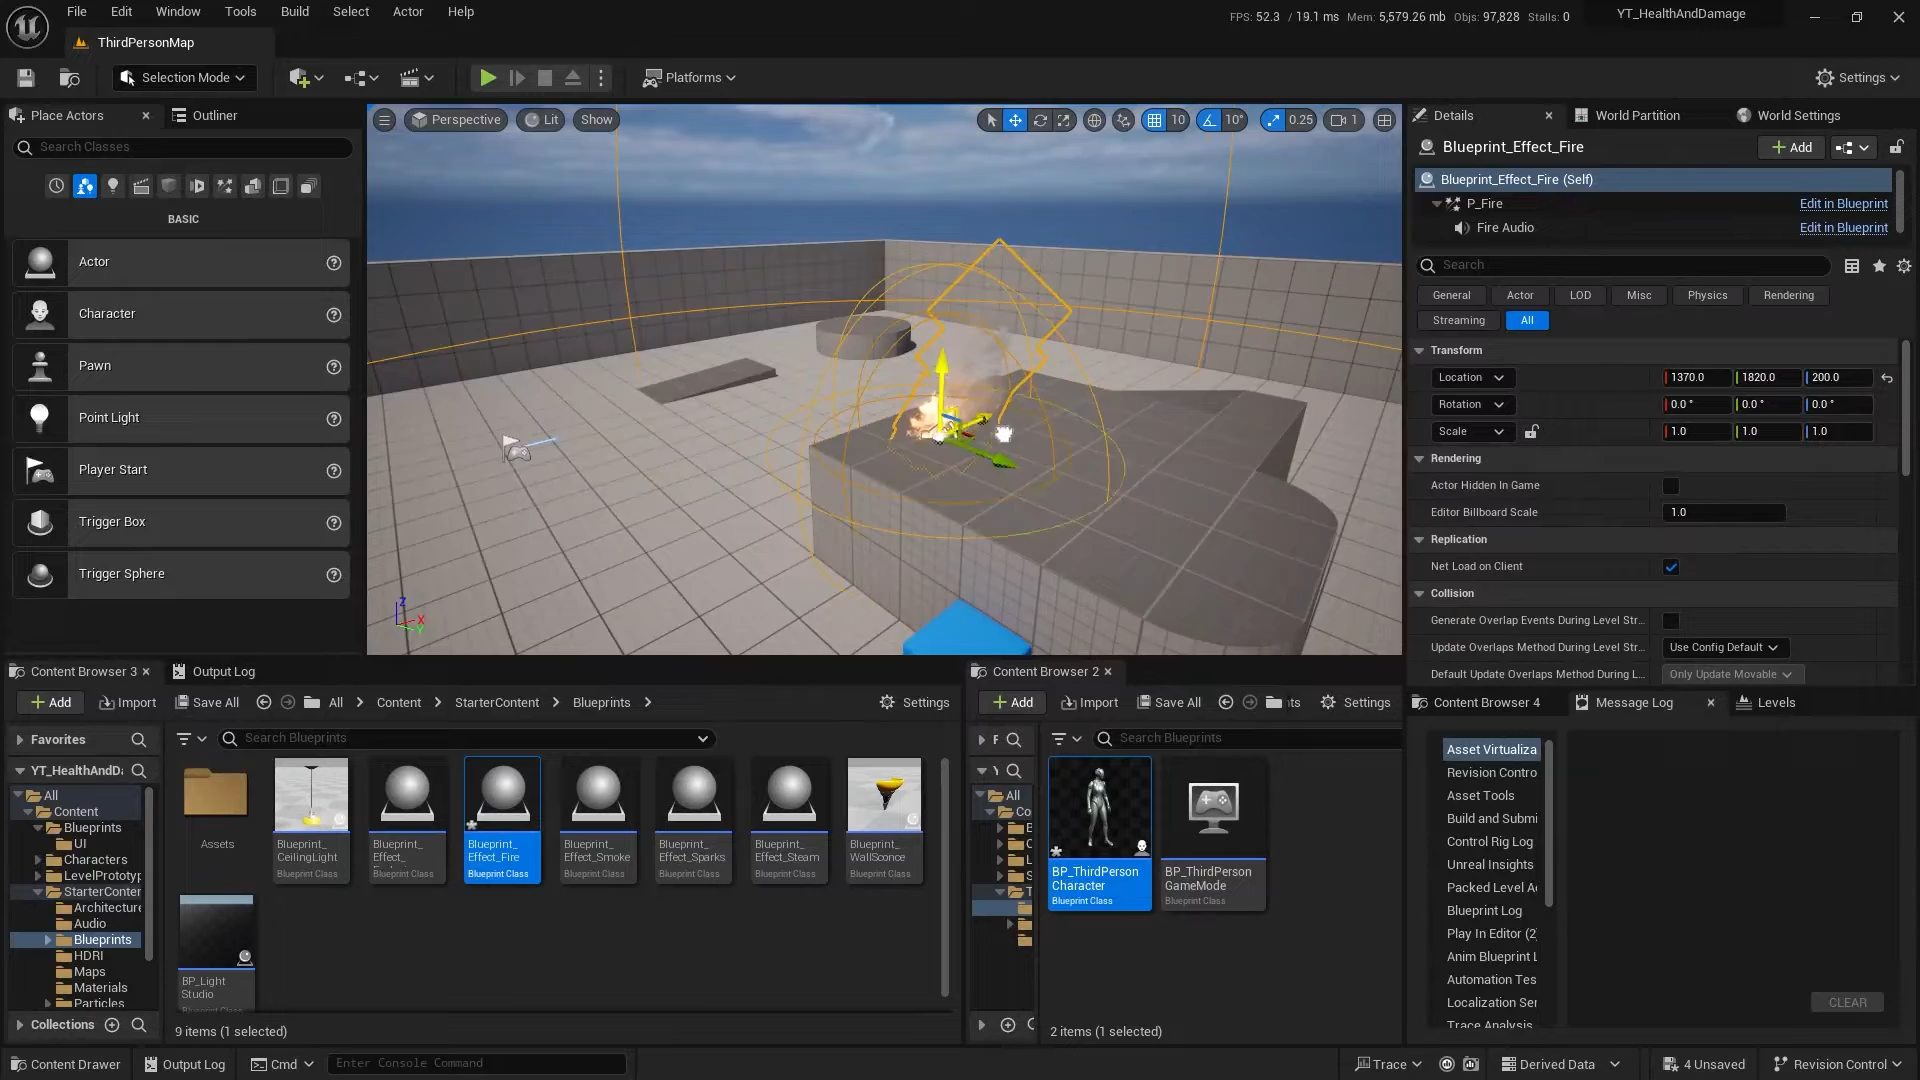 File Edit Window Tools Build Select Actor Help
FPS: 52.3 / 19.1 ms Mem: 5,579.26 mb Objs: 97,828 Stalls: 0
YT_HealthAndDamage
ThirdPersonMap
Selection Mode
Platforms
Settings
Place Actors
Outliner
Search Classes
BASIC
Actor
Character
Pawn
Point Light
Player Start
Trigger Box
Trigger Sphere
Perspective
Lit
Show
10
10°
0.25
1
Z
X
Y
Details
World Partition
World Settings
Blueprint_Effect_Fire
Add
Blueprint_Effect_Fire (Self)
P_Fire Edit in Blueprint
Fire Audio Edit in Blueprint
Search
General Actor LOD Misc Physics Rendering
Streaming All
Transform
Location 1370.0 1820.0 200.0
Rotation 0.0 ° 0.0 ° 0.0 °
Scale 1.0 1.0 1.0
Rendering
Actor Hidden In Game
Editor Billboard Scale 1.0
Replication
Net Load on Client
Collision
Generate Overlap Events During Level Str...
Update Overlaps Method During Level Str... Use Config Default
Default Update Overlaps Method During L... Only Update Movable
Content Browser 3
Output Log
Add Import Save All All Content StarterContent Blueprints Settings
Favorites
Search Blueprints
YT_HealthAndDa
All
Content
Blueprints
UI
Characters
LevelPrototyp
StarterConter
Architecture
Audio
Blueprints
HDRI
Maps
Materials
Particles
Collections
Assets
Blueprint_
CeilingLight
Blueprint Class
Blueprint_
Effect_
Blueprint Class
Blueprint_
Effect_Fire
Blueprint Class
Blueprint_
Effect_Smoke
Blueprint Class
Blueprint_
Effect_Sparks
Blueprint Class
Blueprint_
Effect_Steam
Blueprint Class
Blueprint_
WallSconce
Blueprint Class
BP_Light
Studio
9 items (1 selected)
Content Browser 2
Add Import Save All ts Settings
Search Blueprints
All
Co
BP_ThirdPerson
Character
Blueprint Class
BP_ThirdPerson
GameMode
Blueprint Class
2 items (1 selected)
Content Browser 4
Message Log
Levels
Asset Virtualiza
Revision Contro
Asset Tools
Build and Submi
Control Rig Log
Unreal Insights
Packed Level A
Blueprint Log
Play In Editor (2
Anim Blueprint L
Automation Tes
Localization Ser
Trace Analysis
CLEAR
Content Drawer
Output Log
Cmd
Enter Console Command
Trace
Derived Data
4 Unsaved
Revision Control